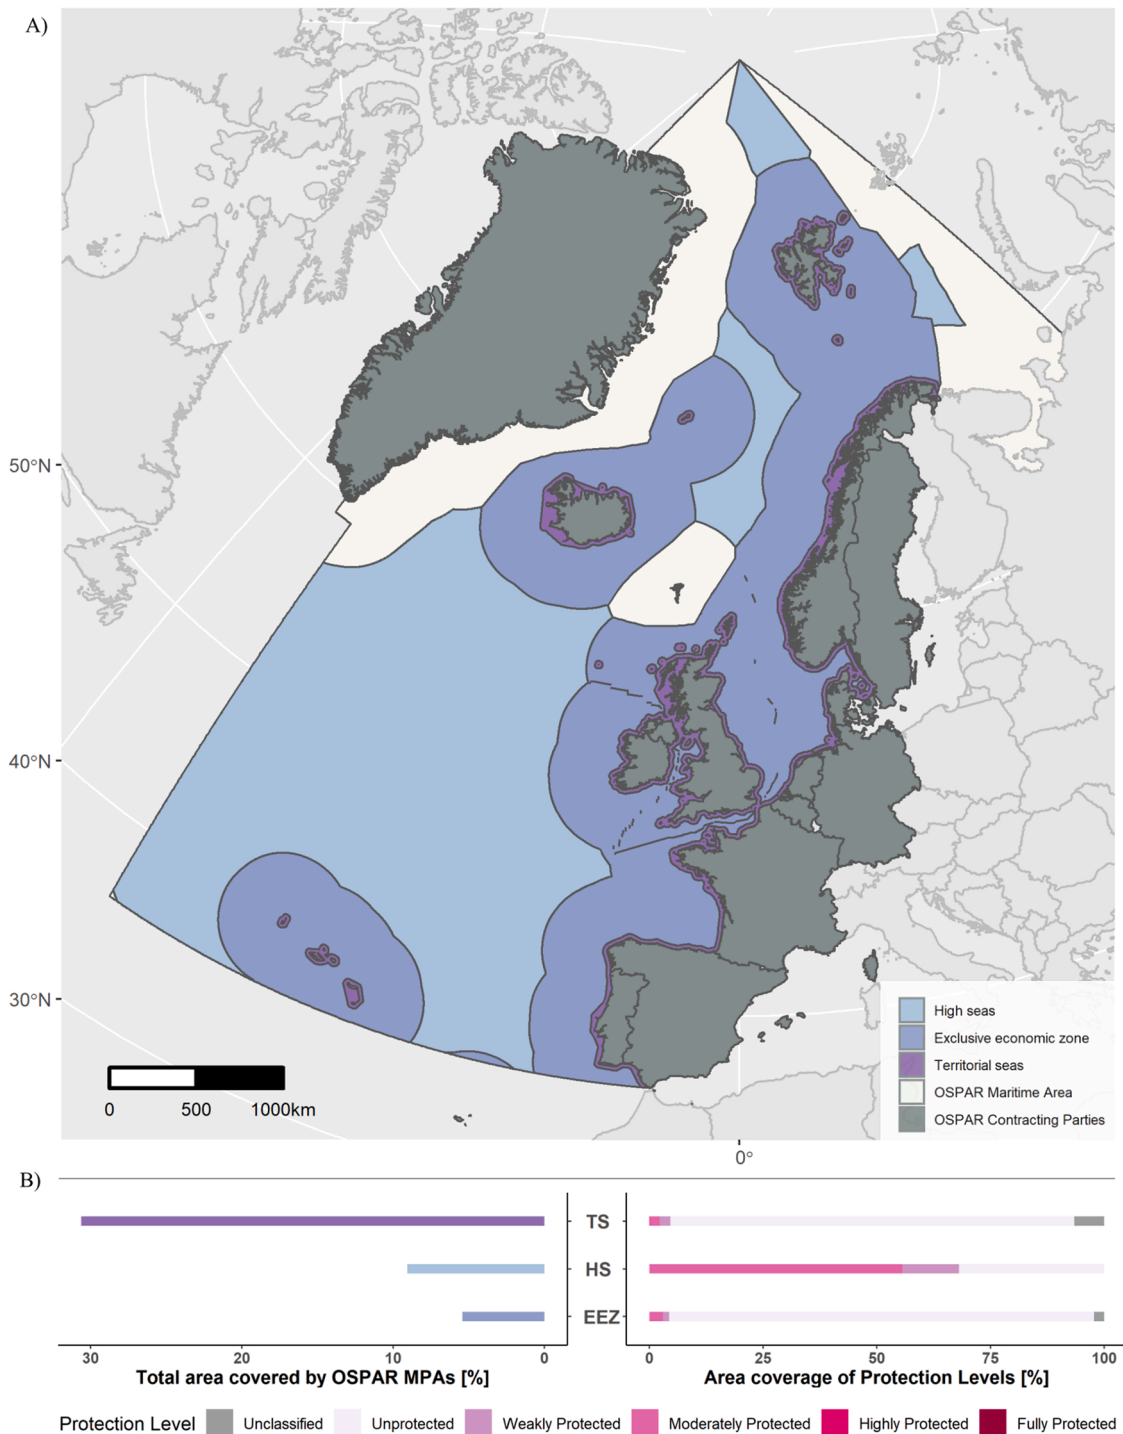 A)
50°N
40°N
30°N
0 500 1000km
High seas
Exclusive economic zone
Territorial seas
OSPAR Maritime Area
OSPAR Contracting Parties
0°
B)
TS
HS
EEZ
30 20 10 0
0 25 50 75 100
Total area covered by OSPAR MPAs [%]
Area coverage of Protection Levels [%]
Protection Level Unclassified Unprotected Weakly Protected Moderately Protected Highly Protected Fully Protected